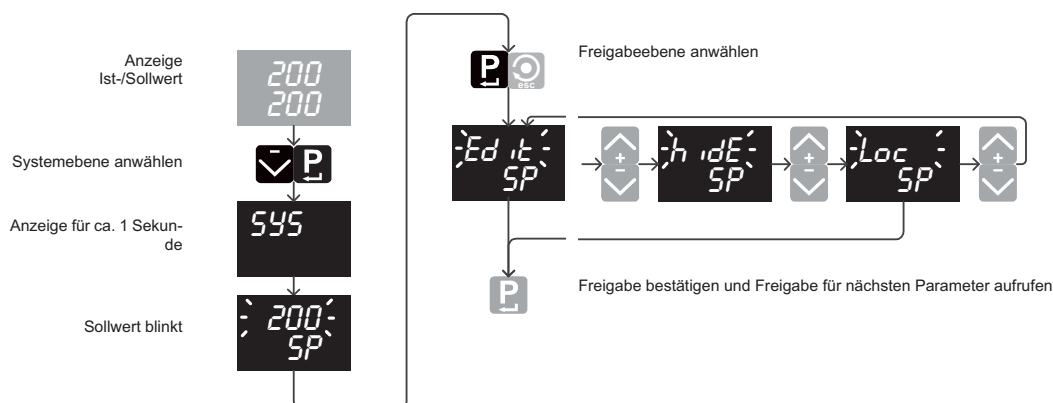 Anzeige
Ist-/Sollwert
200
200
Systemebene anwählen
P
Anzeige für ca. 1 Sekun-
de
SYS
Sollwert blinkt
200
SP
P
esc
Freigabeebene anwählen
Edit
SP
+
-
hidE
SP
+
-
Loc
SP
+
-
P
Freigabe bestätigen und Freigabe für nächsten Parameter aufrufen